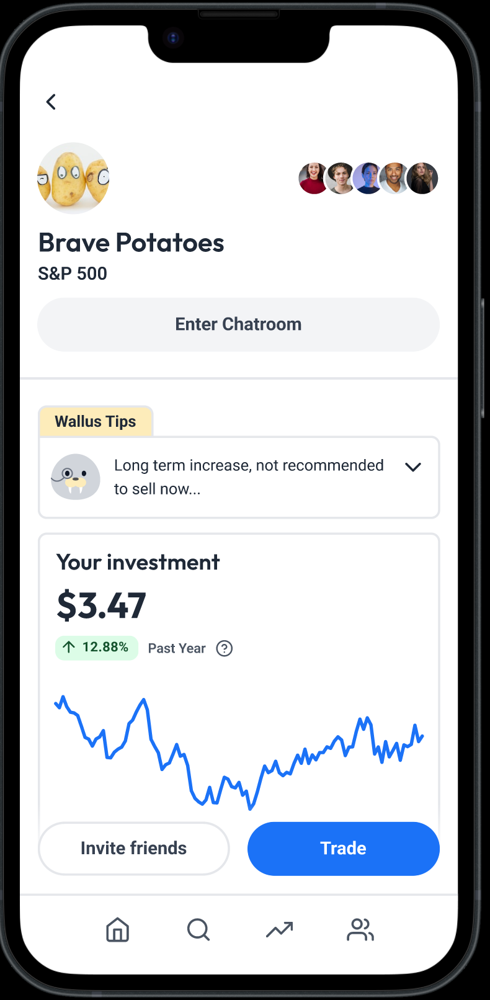 Brave Potatoes
S&P 500
Enter Chatroom
Wallus Tips
Long term increase, not recommended
to sell now...
Your investment
$3.47
12.88% Past Year
Invite friends
Trade